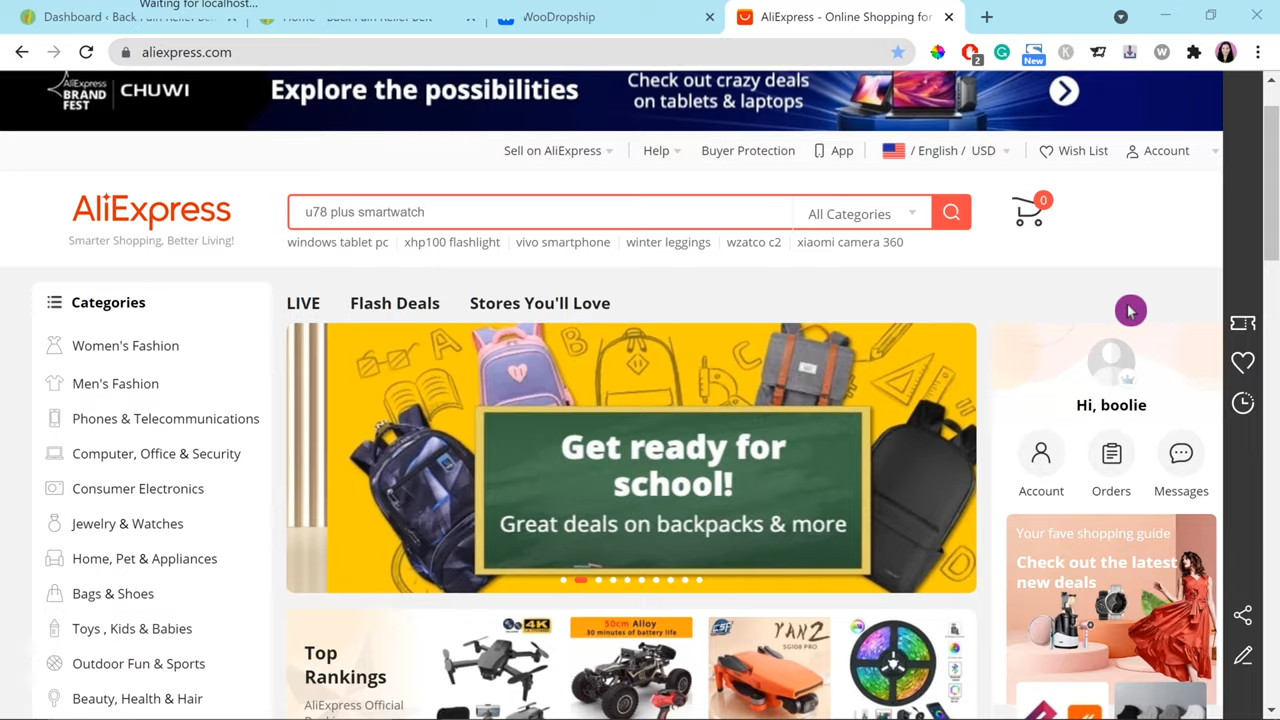 Waiting for localhost...
Dashboard ‹ Back Pain Relief Belt
Home – Back Pain Relief Belt
WooDropship
AliExpress - Online Shopping for
aliexpress.com
2
New
AliExpress
BRAND
FEST
CHUWI
Explore the possibilities
Check out crazy deals
on tablets & laptops
Sell on AliExpress
Help
Buyer Protection
App
/ English / USD
Wish List
Account
AliExpress
Smarter Shopping, Better Living!
u78 plus smartwatch
All Categories
0
windows tablet pc
xhp100 flashlight
vivo smartphone
winter leggings
wzatco c2
xiaomi camera 360
Categories
LIVE
Flash Deals
Stores You'll Love
Women's Fashion
Men's Fashion
Phones & Telecommunications
Computer, Office & Security
Consumer Electronics
Jewelry & Watches
Home, Pet & Appliances
Bags & Shoes
Toys , Kids & Babies
Outdoor Fun & Sports
Beauty, Health & Hair
Get ready for
school!
Great deals on backpacks & more
Hi, boolie
Account
Orders
Messages
Your fave shopping guide
Check out the latest
new deals
Top
Rankings
AliExpress Official
4K
50cm Alloy
30 minutes of battery life
CSJ
YAN2
SG108 PRO